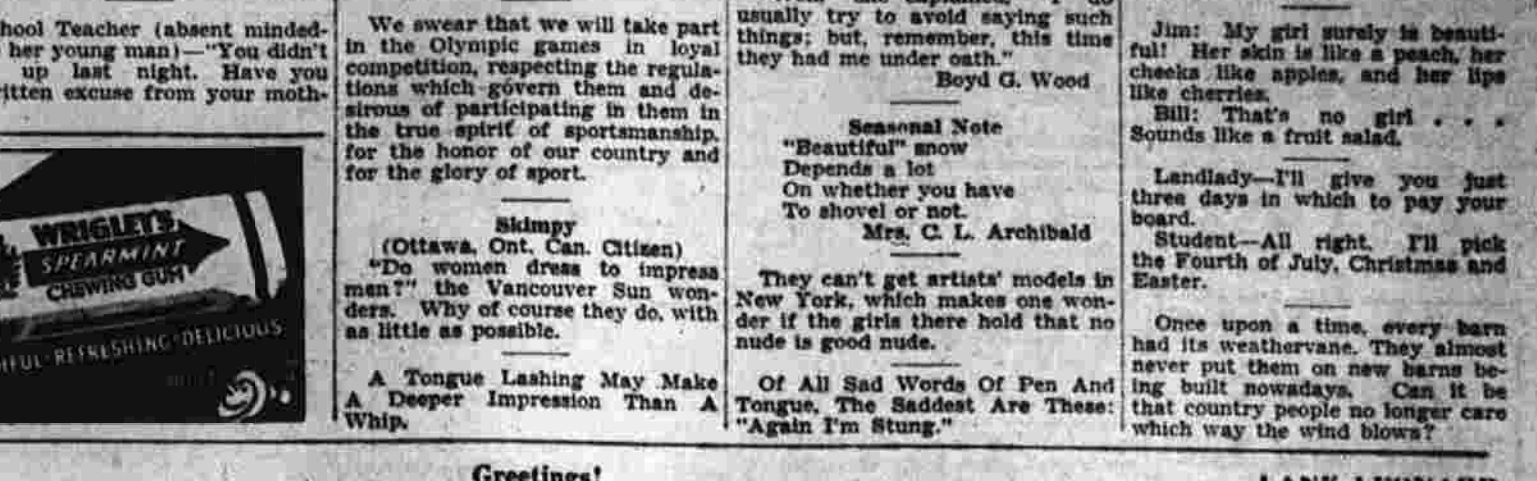 hool Teacher (absent minded-
her young man)—"You didn't
up last night. Have you
itten excuse from your moth-
WRIGLEY'S
SPEARMINT
CHEWING GUM
REFRESHING · DELICIOUS
We swear that we will take part
in the Olympic games in loyal
competition, respecting the regula-
tions which govern them and de-
sirous of participating in them in
the true spirit of sportsmanship,
for the honor of our country and
for the glory of sport.
Skimpy
(Ottawa, Ont. Can. Citizen)
"Do women dress to impress
men?" the Vancouver Sun won-
ders. Why of course they do, with
as little as possible.
A Tongue Lashing May Make
A Deeper Impression Than A
Whip.
usually try to avoid saying such
things; but, remember, this time
they had me under oath."
Boyd G. Wood
Seasonal Note
"Beautiful" snow
Depends a lot
On whether you have
To shovel or not.
Mrs. C. L. Archibald
They can't get artists' models in
New York, which makes one won-
der if the girls there hold that no
nude is good nude.
Of All Sad Words Of Pen And
Tongue, The Saddest Are These:
"Again I'm Stung."
Jim: My girl surely is beauti-
ful! Her skin is like a peach, her
cheeks like apples, and her lips
like cherries.
Bill: That's no girl . . .
Sounds like a fruit salad.
Landlady—I'll give you just
three days in which to pay your
board.
Student—All right. I'll pick
the Fourth of July, Christmas and
Easter.
Once upon a time, every barn
had its weathervane. They almost
never put them on new barns be-
ing built nowadays. Can it be
that country people no longer care
which way the wind blows?
Greetings!